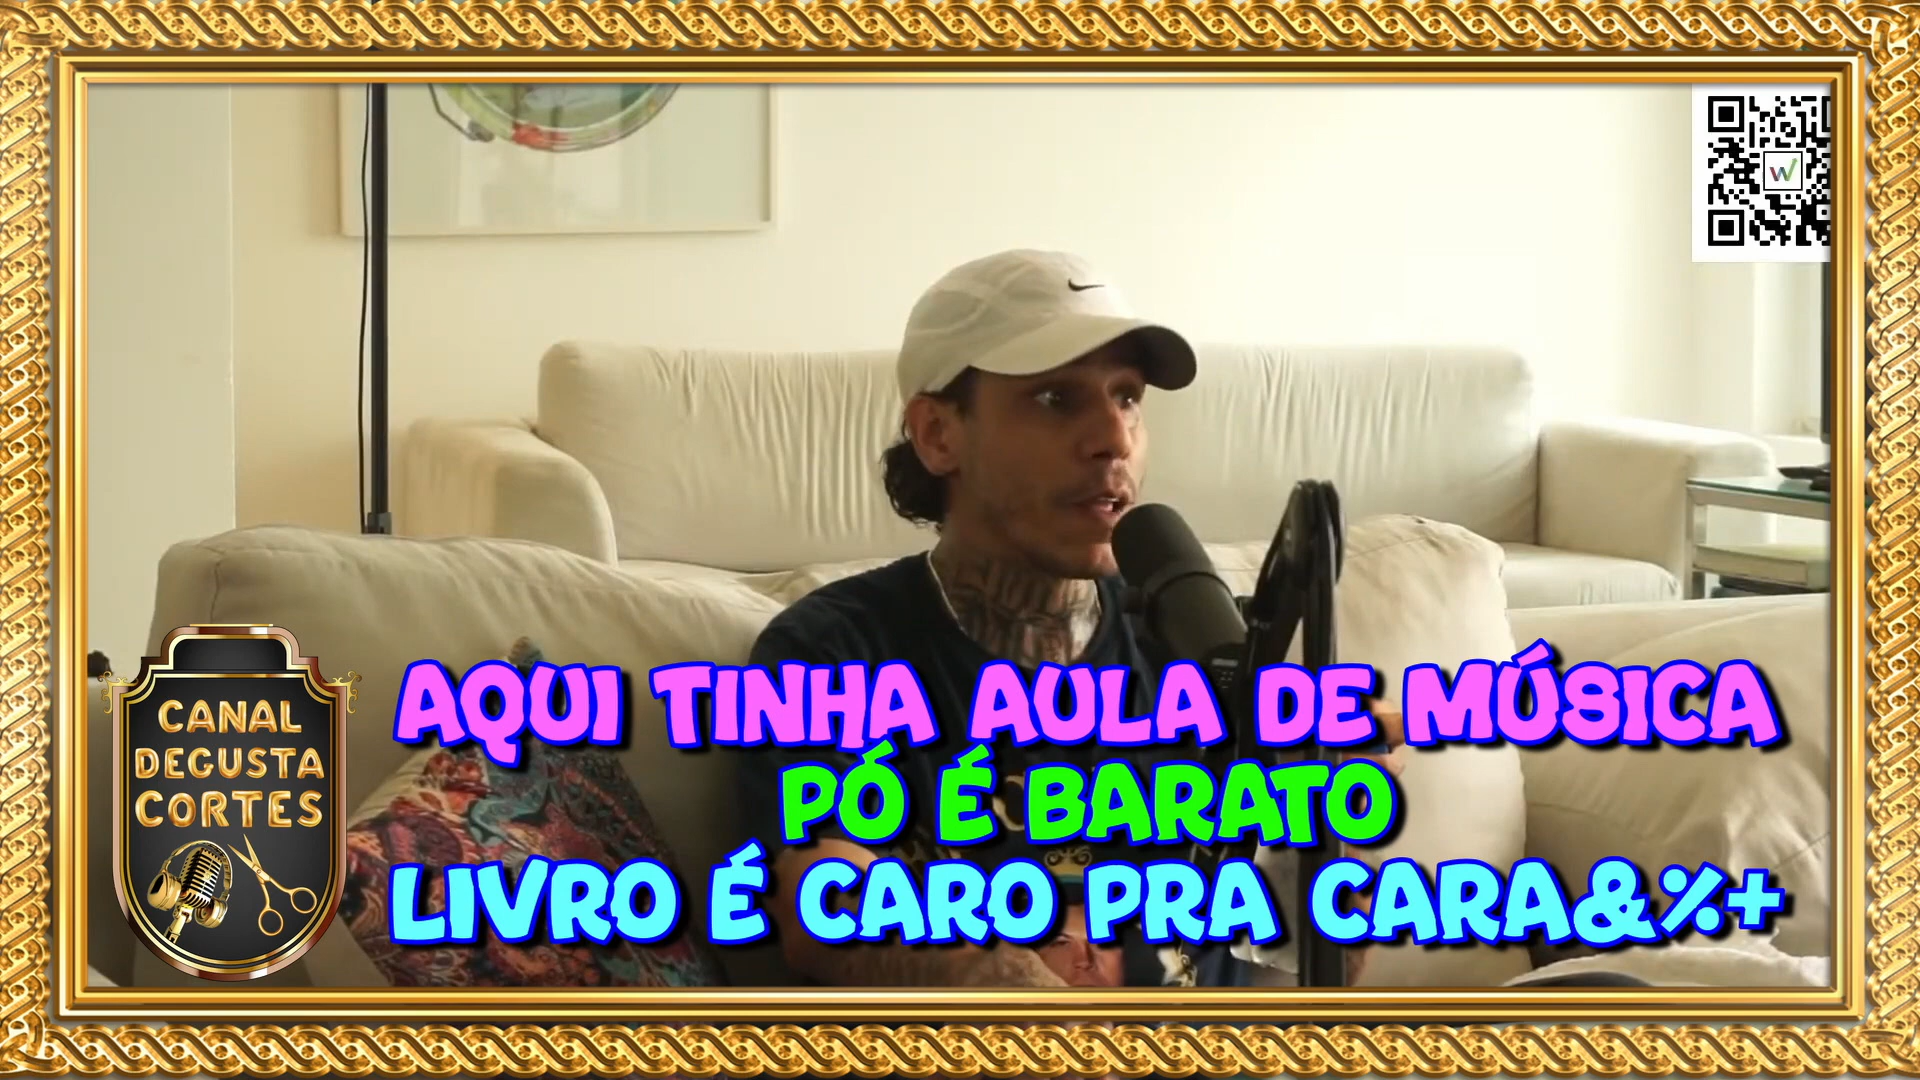 AQUI TINHA AULA DE MÚSICA
PÓ É BARATO
LIVRO É CARO PRA CARA&%+
CANAL
DEGUSTA
CORTES
W